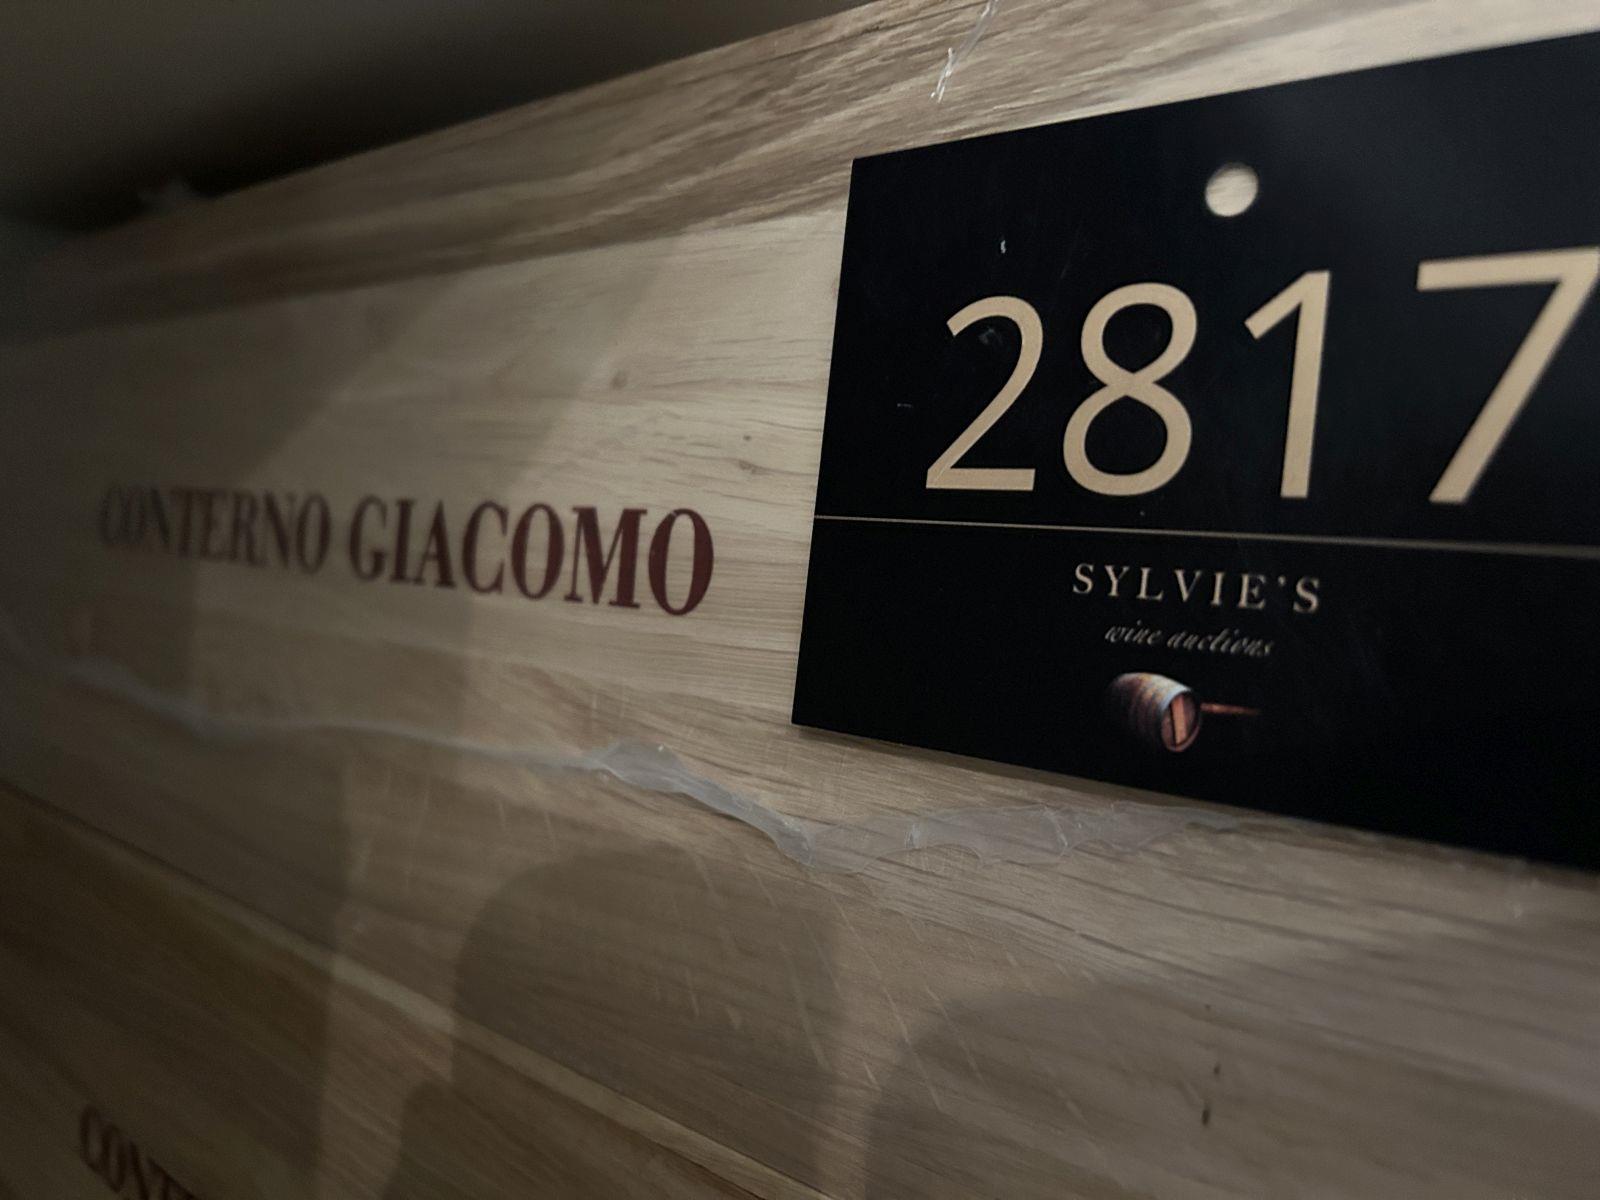 CONTERNO GIACOMO
2817
SYLVIE'S
wine auctions